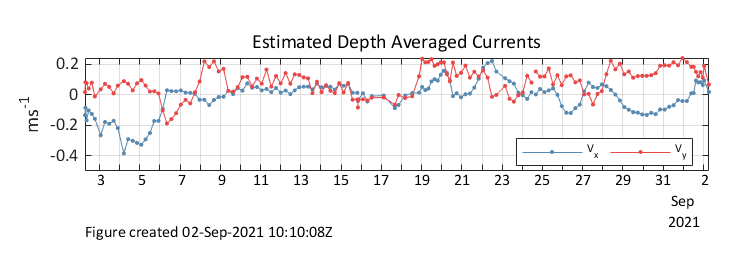 Estimated Depth Averaged Currents
ms-1
0.2
0
-0.2
-0.4
Vx
Vy
3 5 7 9 11 13 15 17 19 21 23 25 27 29 31 2
Sep
2021
Figure created 02-Sep-2021 10:10:08Z